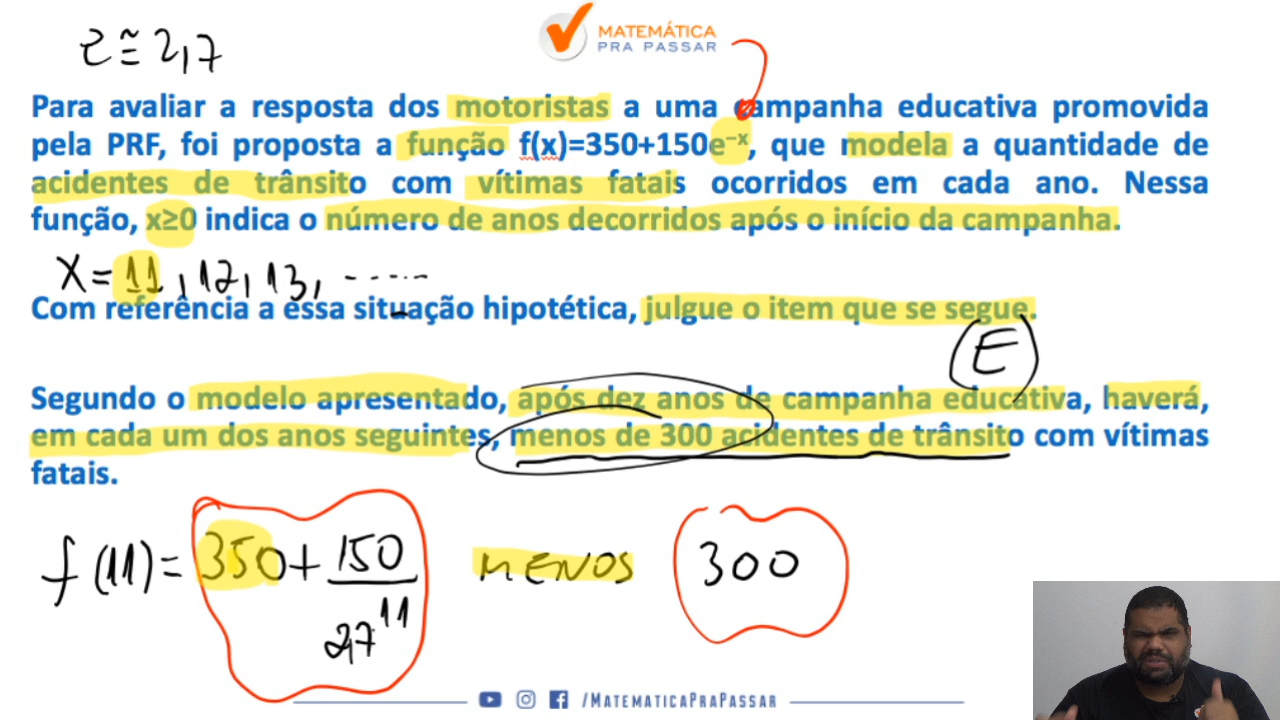 e≅2,7
MATEMÁTICA
PRA PASSAR
Para avaliar a resposta dos motoristas a uma campanha educativa promovida
pela PRF, foi proposta a função f(x)=350+150e⁻ˣ, que modela a quantidade de
acidentes de trânsito com vítimas fatais ocorridos em cada ano. Nessa
função, x≥0 indica o número de anos decorridos após o início da campanha.
X = 11, 12, 13, ......
Com referência a essa situação hipotética, julgue o item que se segue.
(E)
Segundo o modelo apresentado, após dez anos de campanha educativa, haverá,
em cada um dos anos seguintes, menos de 300 acidentes de trânsito com vítimas
fatais.
f(11) = 350 + 150/2,7¹¹ MENOS 300
/MatematicaPraPassar